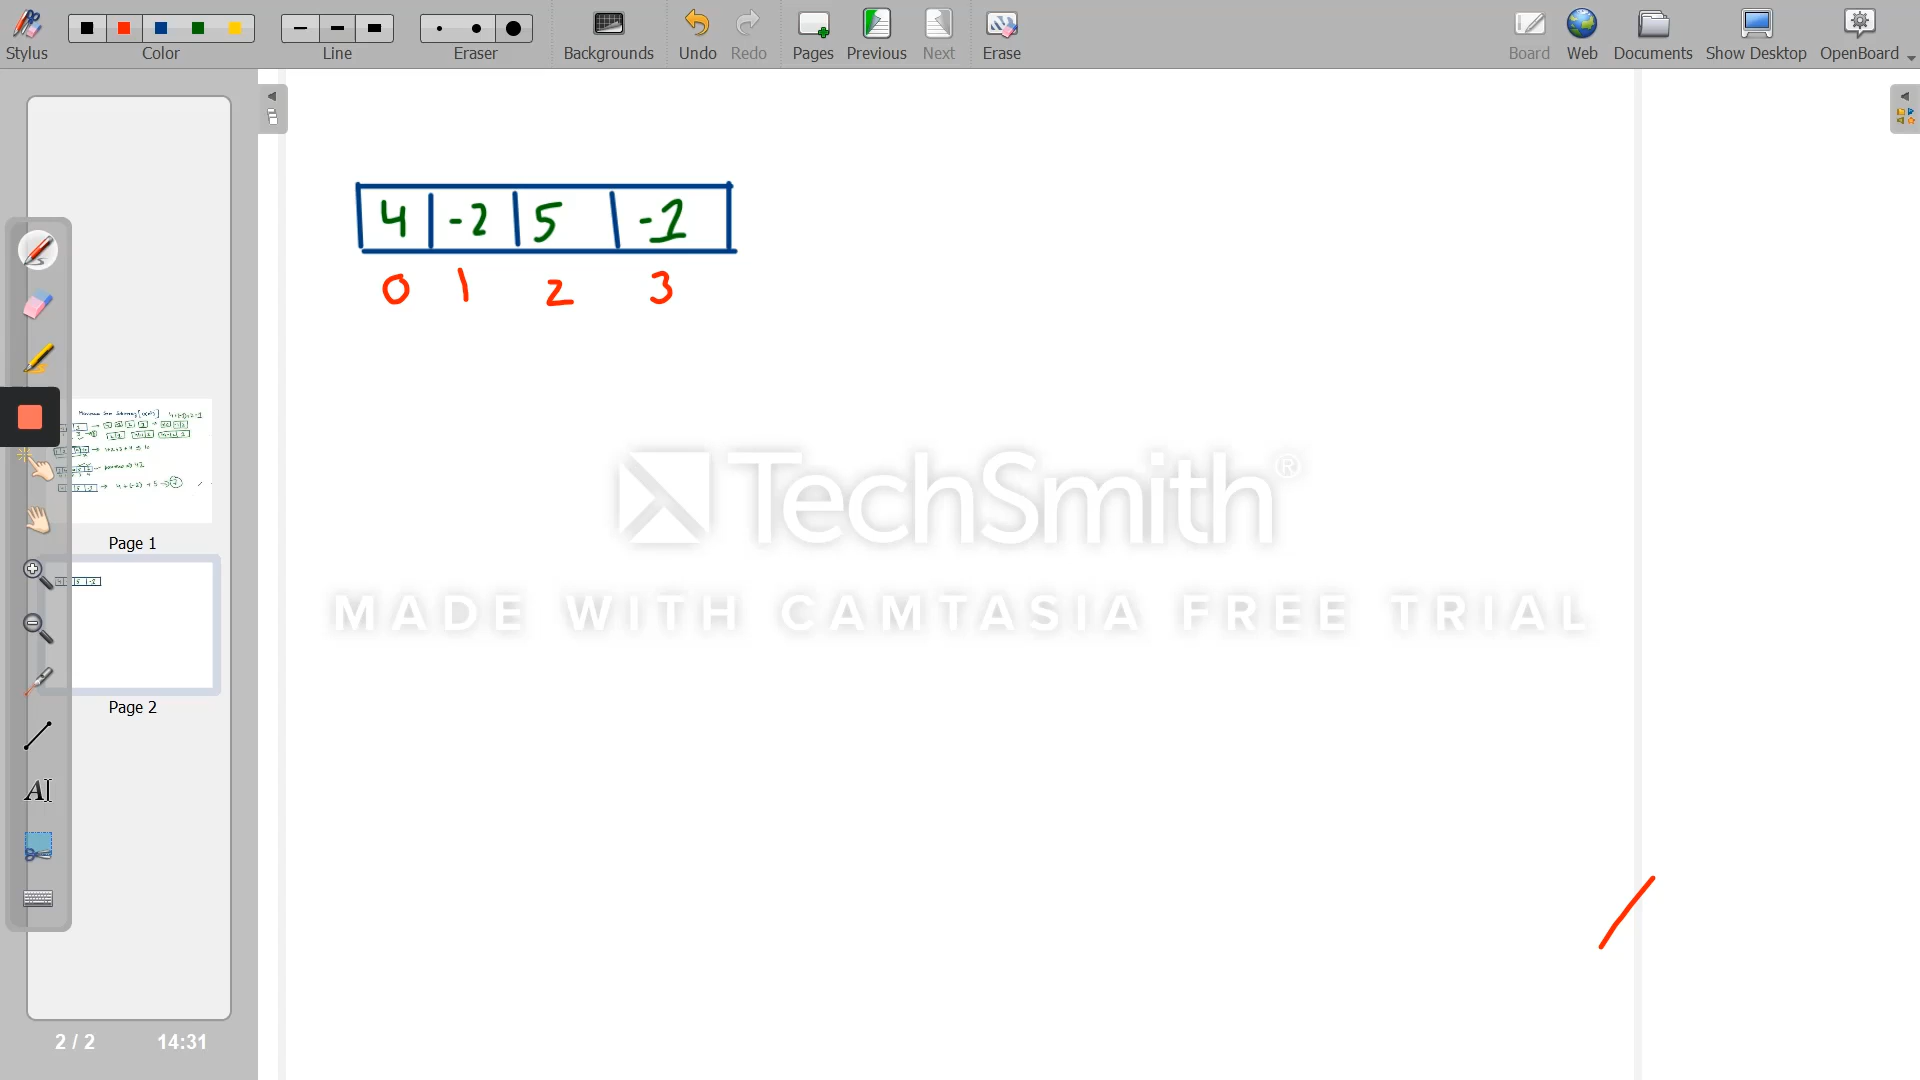 Stylus Color Line Eraser Backgrounds Undo Redo Pages Previous Next Erase Board Web Documents Show Desktop OpenBoard
4 -2 5 -1
0 1 2 3
TechSmith®
MADE WITH CAMTASIA FREE TRIAL
Page 1
Page 2
2 / 2 14:31